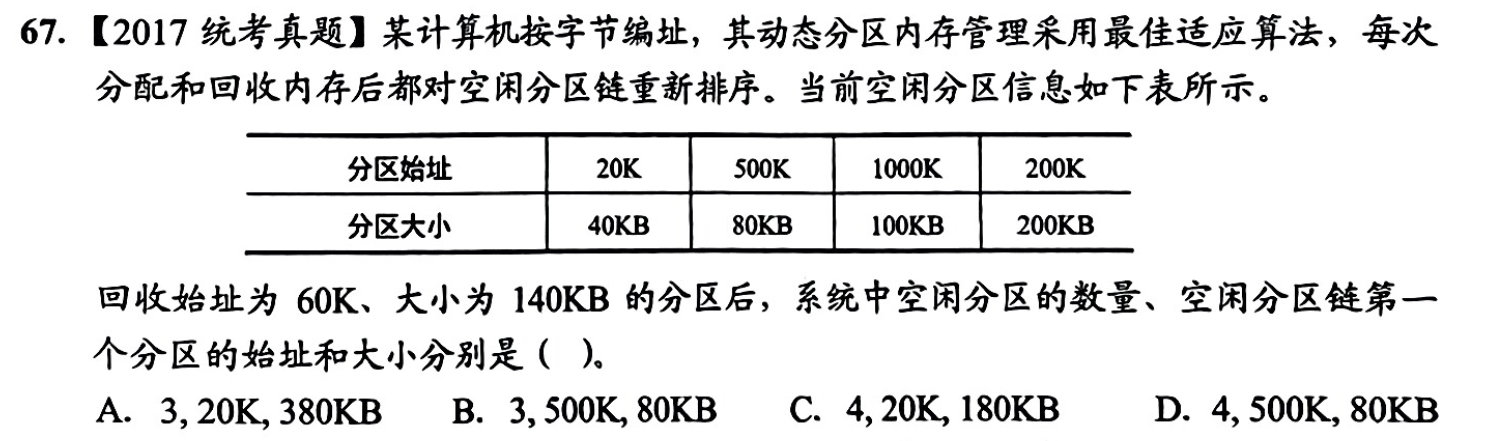 67. 【2017 统考真题】某计算机按字节编址，其动态分区内存管理采用最佳适应算法，每次
分配和回收内存后都对空闲分区链重新排序。当前空闲分区信息如下表所示。
分区始址 20K 500K 1000K 200K
分区大小 40KB 80KB 100KB 200KB
回收始址为 60K、大小为 140KB 的分区后，系统中空闲分区的数量、空闲分区链第一
个分区的始址和大小分别是（ ）。
A. 3, 20K, 380KB B. 3, 500K, 80KB C. 4, 20K, 180KB D. 4, 500K, 80KB